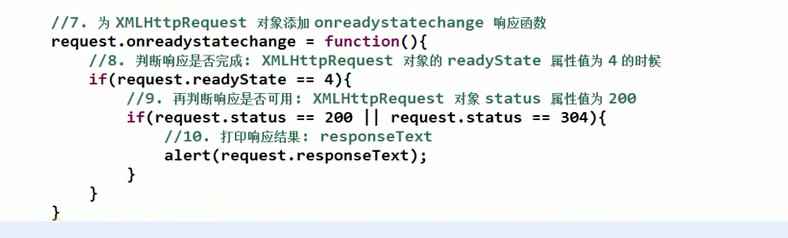 //7. 为 XMLHttpRequest 对象添加 onreadystatechange 响应函数
request.onreadystatechange = function(){
//8. 判断响应是否完成: XMLHttpRequest 对象的 readyState 属性值为 4 的时候
if(request.readyState == 4){
//9. 再判断响应是否可用: XMLHttpRequest 对象 status 属性值为 200
if(request.status == 200 || request.status == 304){
//10. 打印响应结果: responseText
alert(request.responseText);
}
}
}